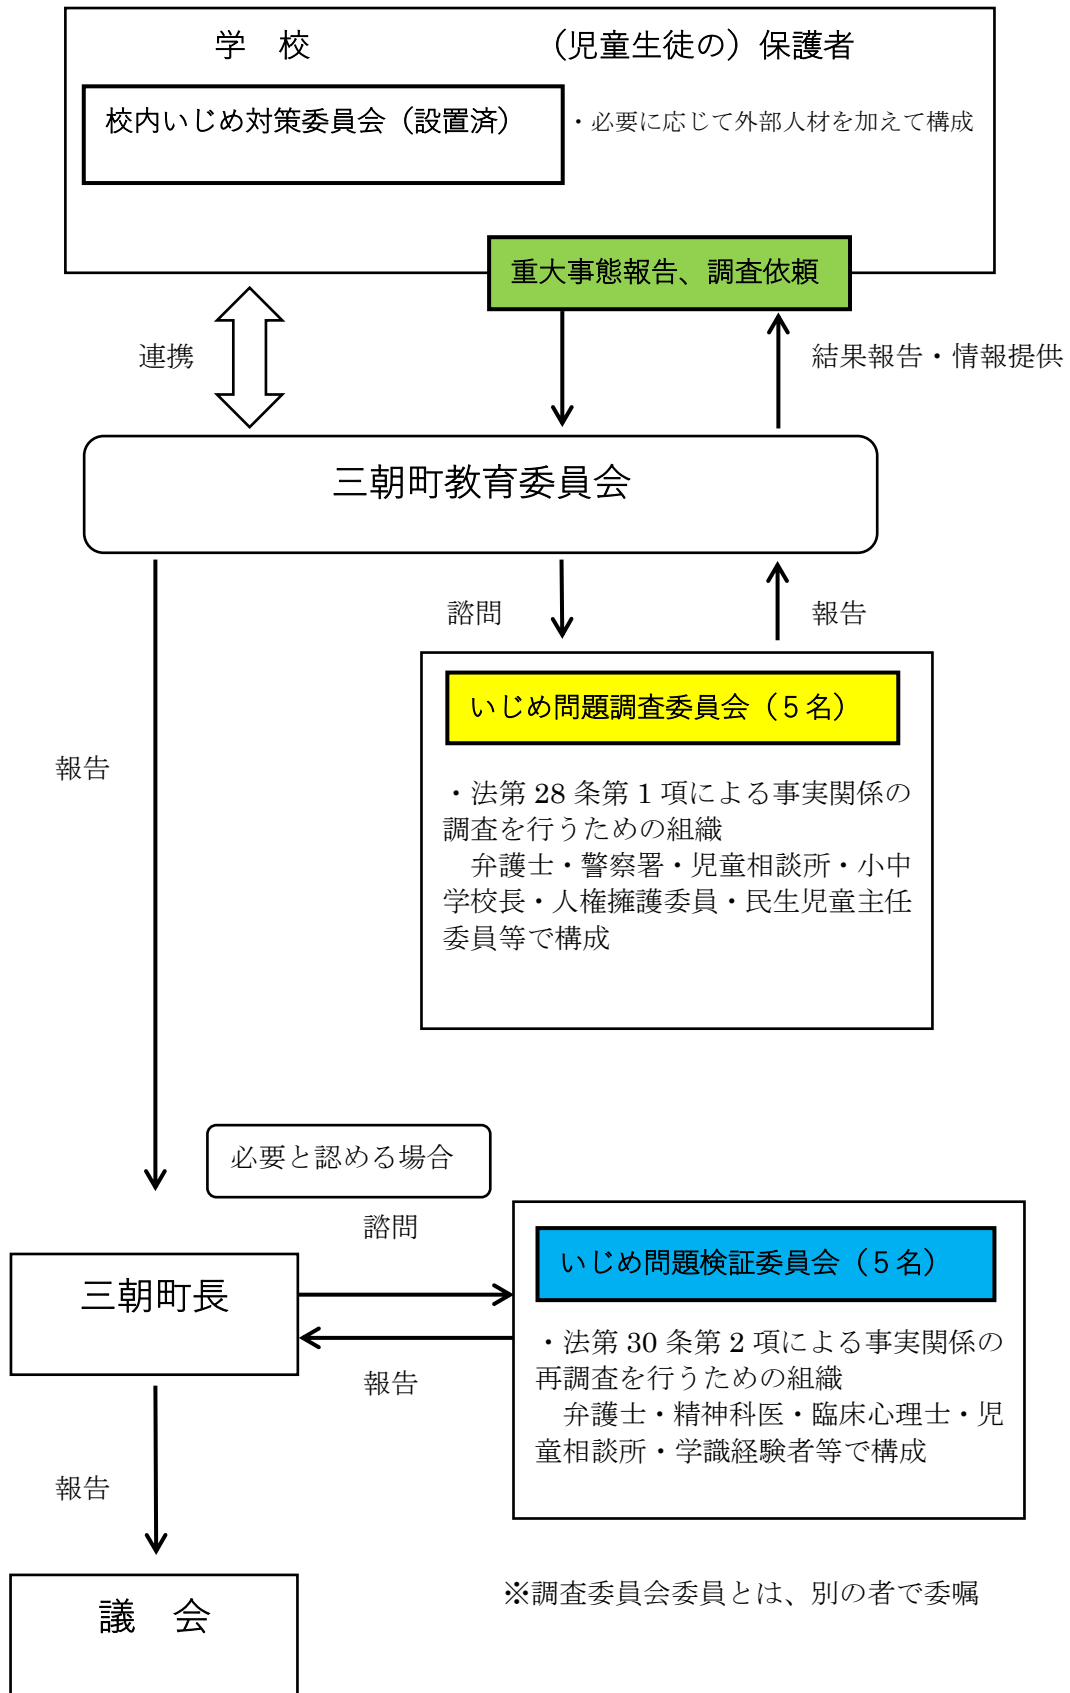 学　校　　　　　　　（児童生徒の）保護者
校内いじめ対策委員会（設置済）
・必要に応じて外部人材を加えて構成
重大事態報告、調査依頼
連携
結果報告・情報提供
三朝町教育委員会
諮問
報告
いじめ問題調査委員会（５名）
報告
・法第 28 条第 1 項による事実関係の
調査を行うための組織
　弁護士・警察署・児童相談所・小中
学校長・人権擁護委員・民生児童主任
委員等で構成
必要と認める場合
諮問
いじめ問題検証委員会（５名）
三朝町長
・法第 30 条第 2 項による事実関係の
再調査を行うための組織
　弁護士・精神科医・臨床心理士・児
童相談所・学識経験者等で構成
報告
報告
※調査委員会委員とは、別の者で委嘱
議　会